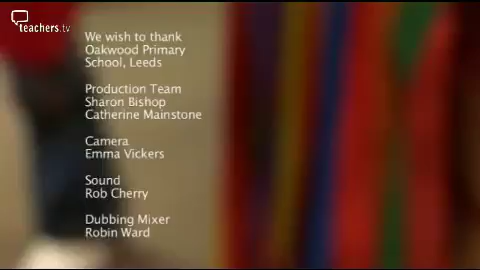 teachers.tv
We wish to thank
Oakwood Primary
School, Leeds
Production Team
Sharon Bishop
Catherine Mainstone
Camera
Emma Vickers
Sound
Rob Cherry
Dubbing Mixer
Robin Ward